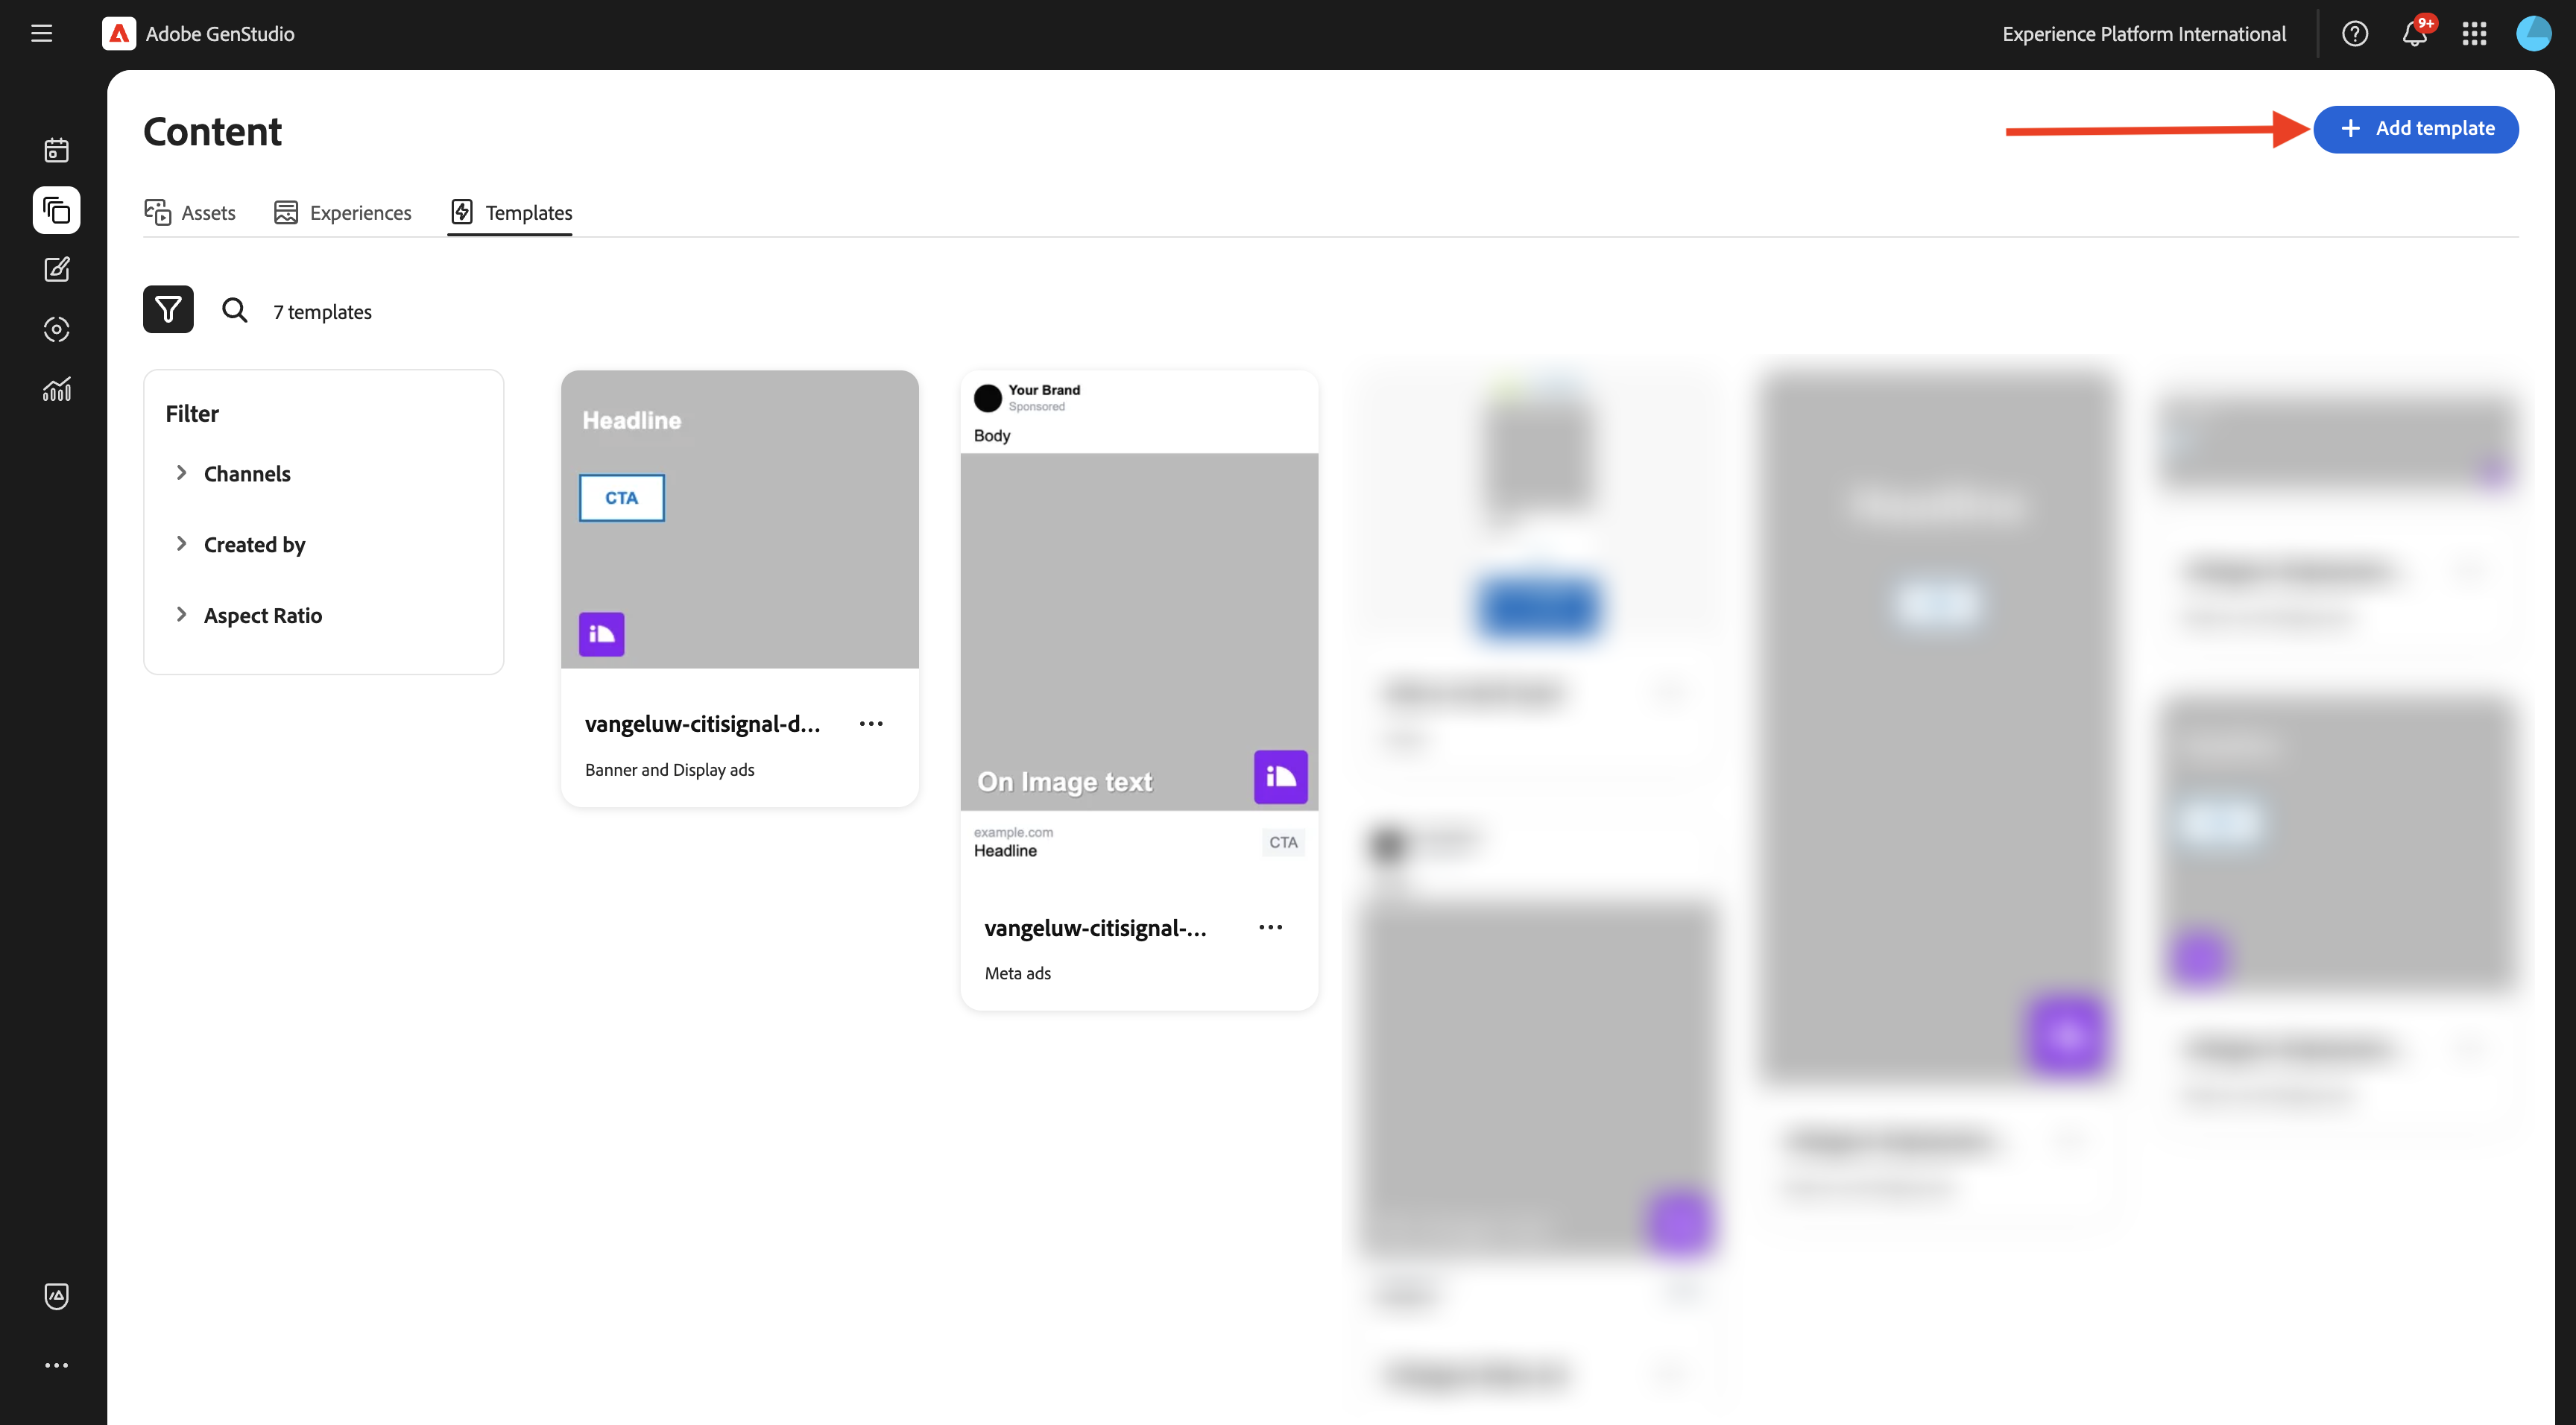 Adobe GenStudio
Experience Platform International
9+
Content
Add template
Assets
Experiences
Templates
7 templates
Filter
Channels
Created by
Aspect Ratio
Headline
CTA
vangeluw-citisignal-d...
Banner and Display ads
Your Brand
Sponsored
Body
On Image text
example.com
Headline
CTA
vangeluw-citisignal-...
Meta ads